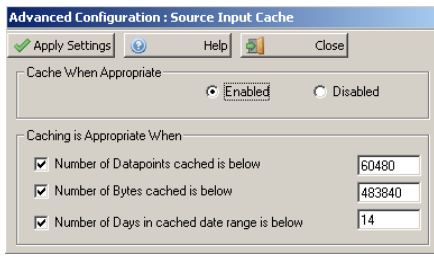 Advanced Configuration : Source Input Cache
Apply Settings Help Close
Cache When Appropriate
Enabled Disabled
Caching is Appropriate When
Number of Datapoints cached is below 60480
Number of Bytes cached is below 483840
Number of Days in cached date range is below 14